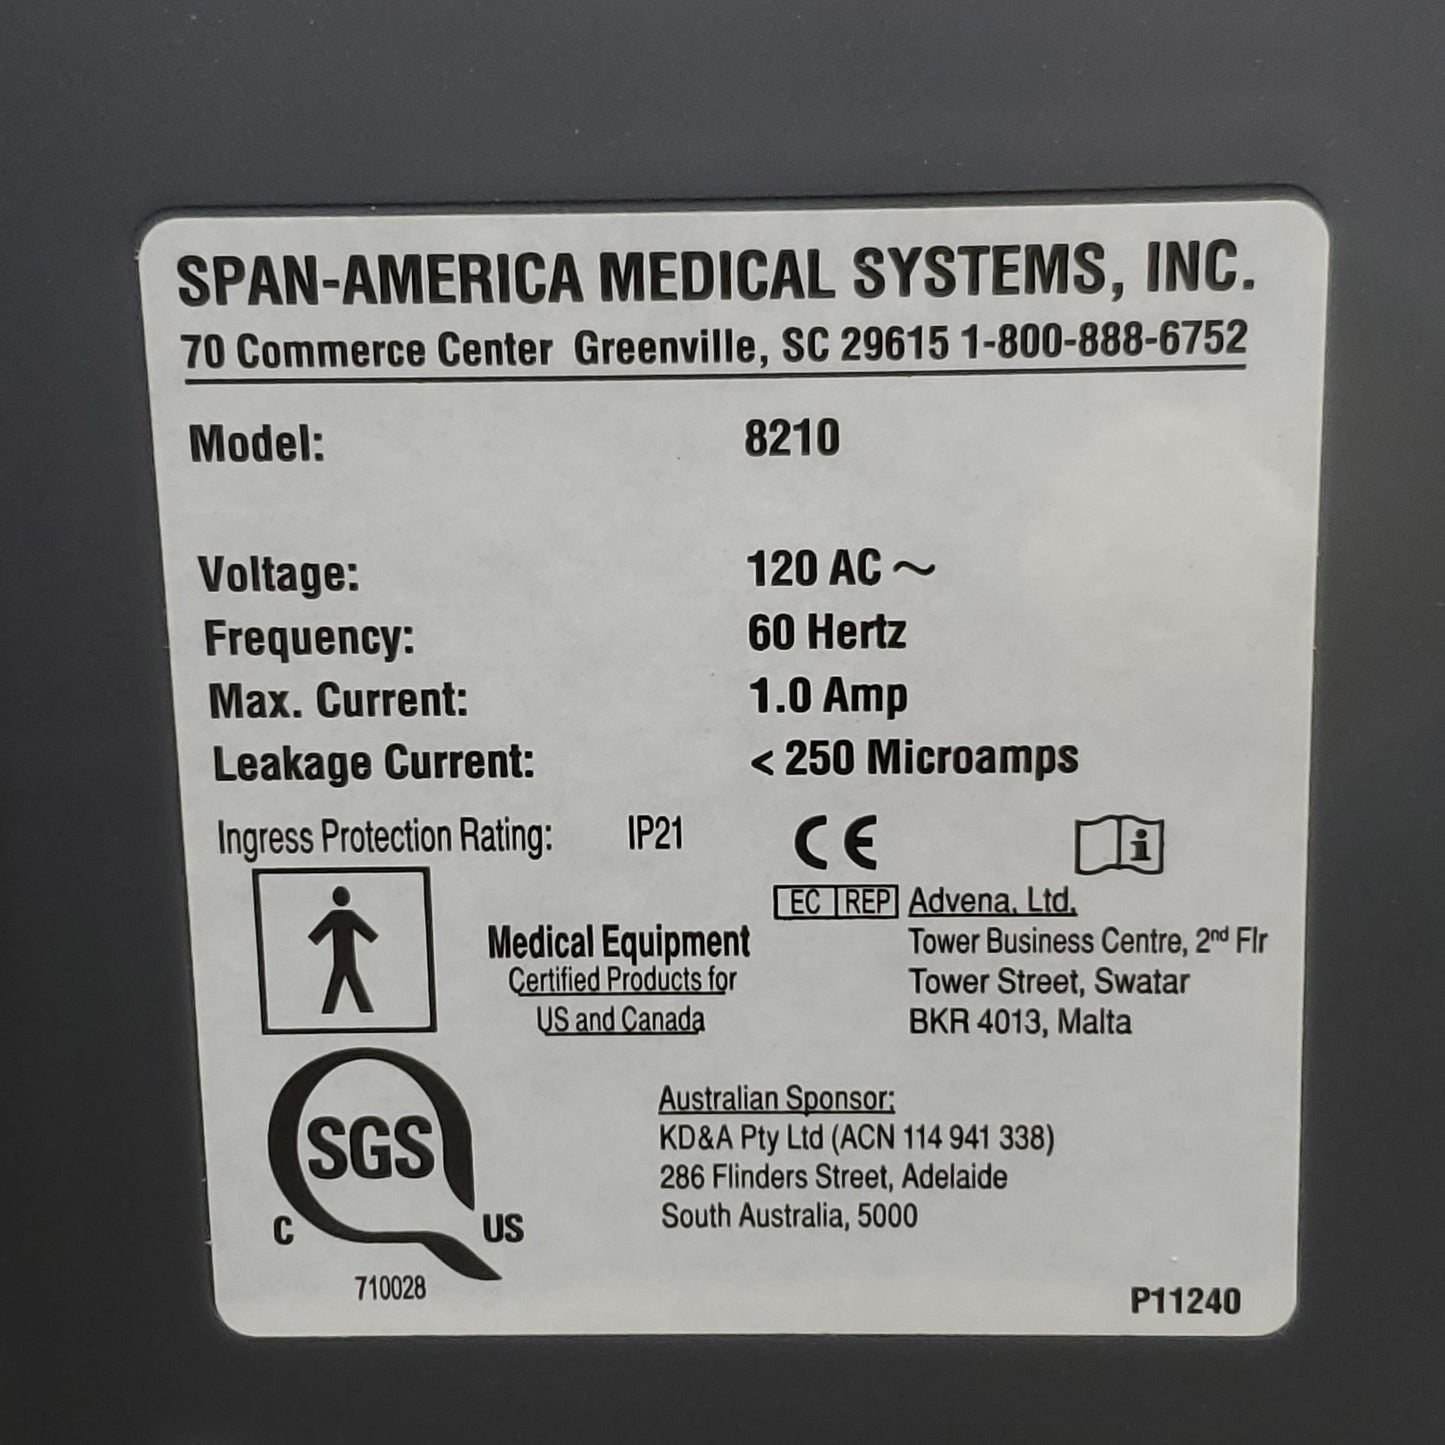 SPAN-AMERICA MEDICAL SYSTEMS, INC.
70 Commerce Center Greenville, SC 29615 1-800-888-6752
Model: 8210
Voltage: 120 AC ~
Frequency: 60 Hertz
Max. Current: 1.0 Amp
Leakage Current: < 250 Microamps
Ingress Protection Rating: IP21 CE i
EC REP Advena, Ltd.
Tower Business Centre, 2nd Flr
Tower Street, Swatar
BKR 4013, Malta
Medical Equipment
Certified Products for
US and Canada
SGS
C US
710028
Australian Sponsor:
KD&A Pty Ltd (ACN 114 941 338)
286 Flinders Street, Adelaide
South Australia, 5000
P11240